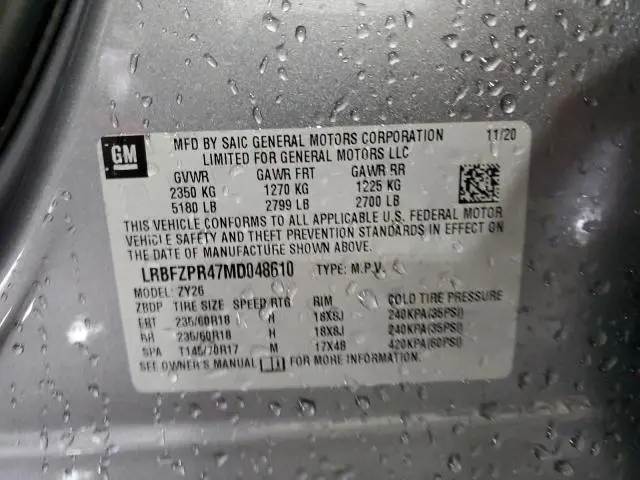 GM
MFD BY SAIC GENERAL MOTORS CORPORATION 11/20
LIMITED FOR GENERAL MOTORS LLC
GVWR GAWR FRT GAWR RR
2350 KG 1270 KG 1225 KG
5180 LB 2799 LB 2700 LB
THIS VEHICLE CONFORMS TO ALL APPLICABLE U.S. FEDERAL MOTOR
VEHICLE SAFETY AND THEFT PREVENTION STANDARDS IN EFFECT ON
THE DATE OF MANUFACTURE SHOWN ABOVE.
LRBFZPR47MD048610 TYPE: M.P.V.
MODEL: ZY26
ZBDP TIRE SIZE SPEED RTG RIM COLD TIRE PRESSURE
FRT 235/60R18 H 18X8J 240KPA(35PSI)
RR 235/60R18 H 18X8J 240KPA(35PSI)
SPA T145/70R17 M 17X4B 420KPA(60PSI)
SEE OWNER'S MANUAL FOR MORE INFORMATION.